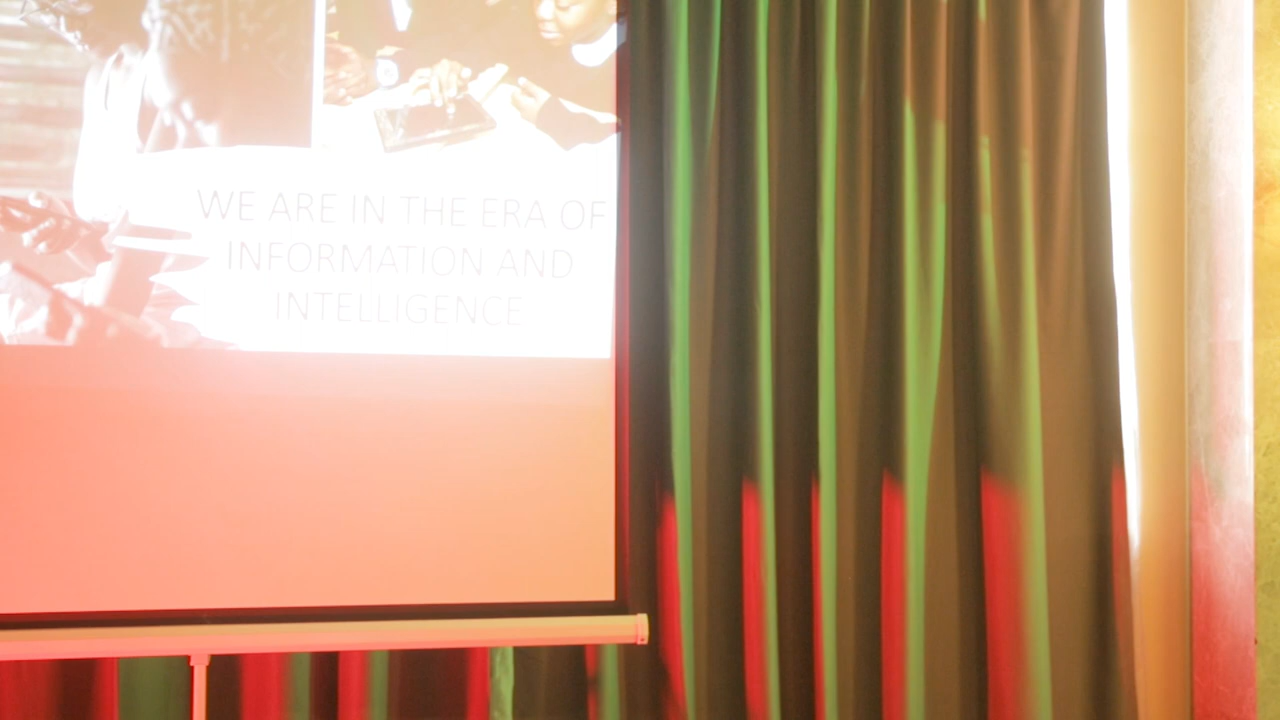 WE ARE IN THE ERA OF
INFORMATION AND
INTELLIGENCE